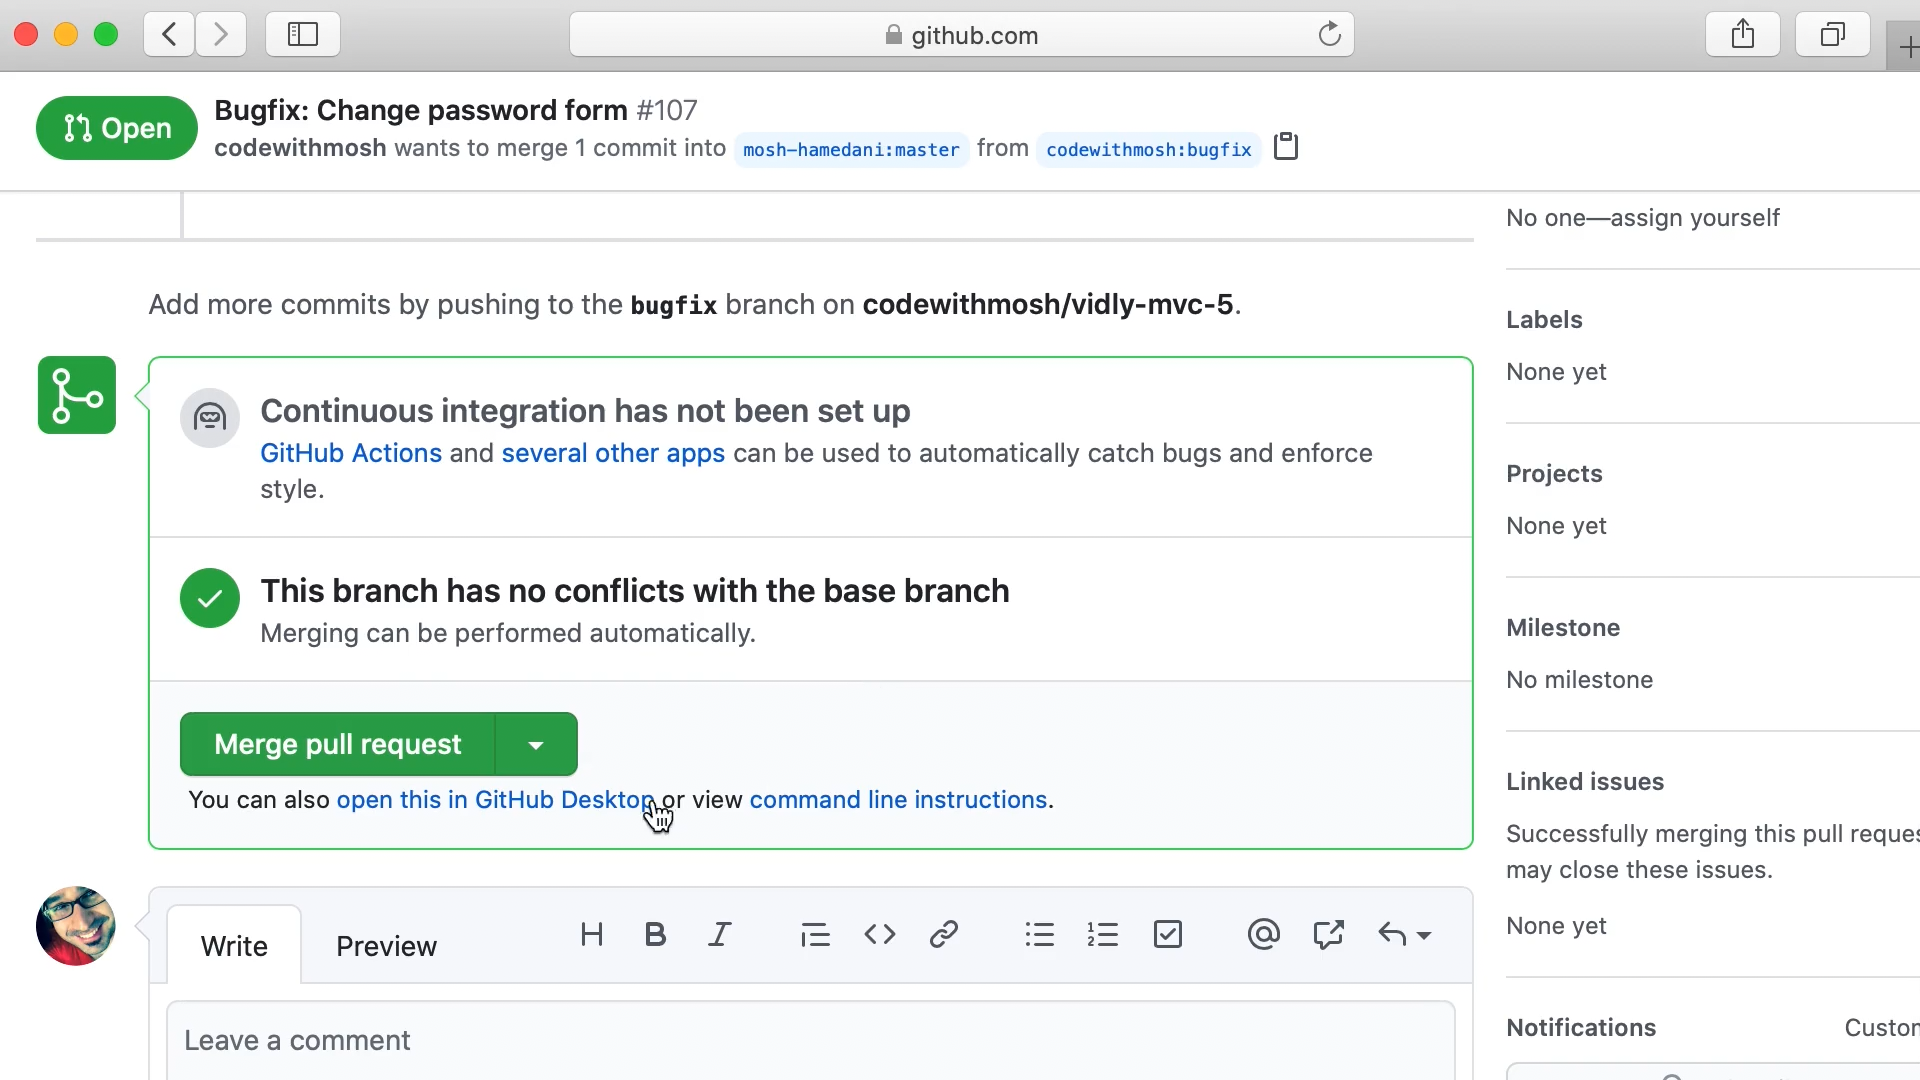 github.com
Open
Bugfix: Change password form #107
codewithmosh wants to merge 1 commit into mosh-hamedani:master from codewithmosh:bugfix
No one—assign yourself
Add more commits by pushing to the bugfix branch on codewithmosh/vidly-mvc-5.
Labels
None yet
Continuous integration has not been set up
GitHub Actions and several other apps can be used to automatically catch bugs and enforce
style.
Projects
None yet
This branch has no conflicts with the base branch
Merging can be performed automatically.
Milestone
No milestone
Merge pull request
You can also open this in GitHub Desktop or view command line instructions.
Linked issues
Successfully merging this pull reques
may close these issues.
None yet
Write
Preview
Leave a comment
Notifications
Custom